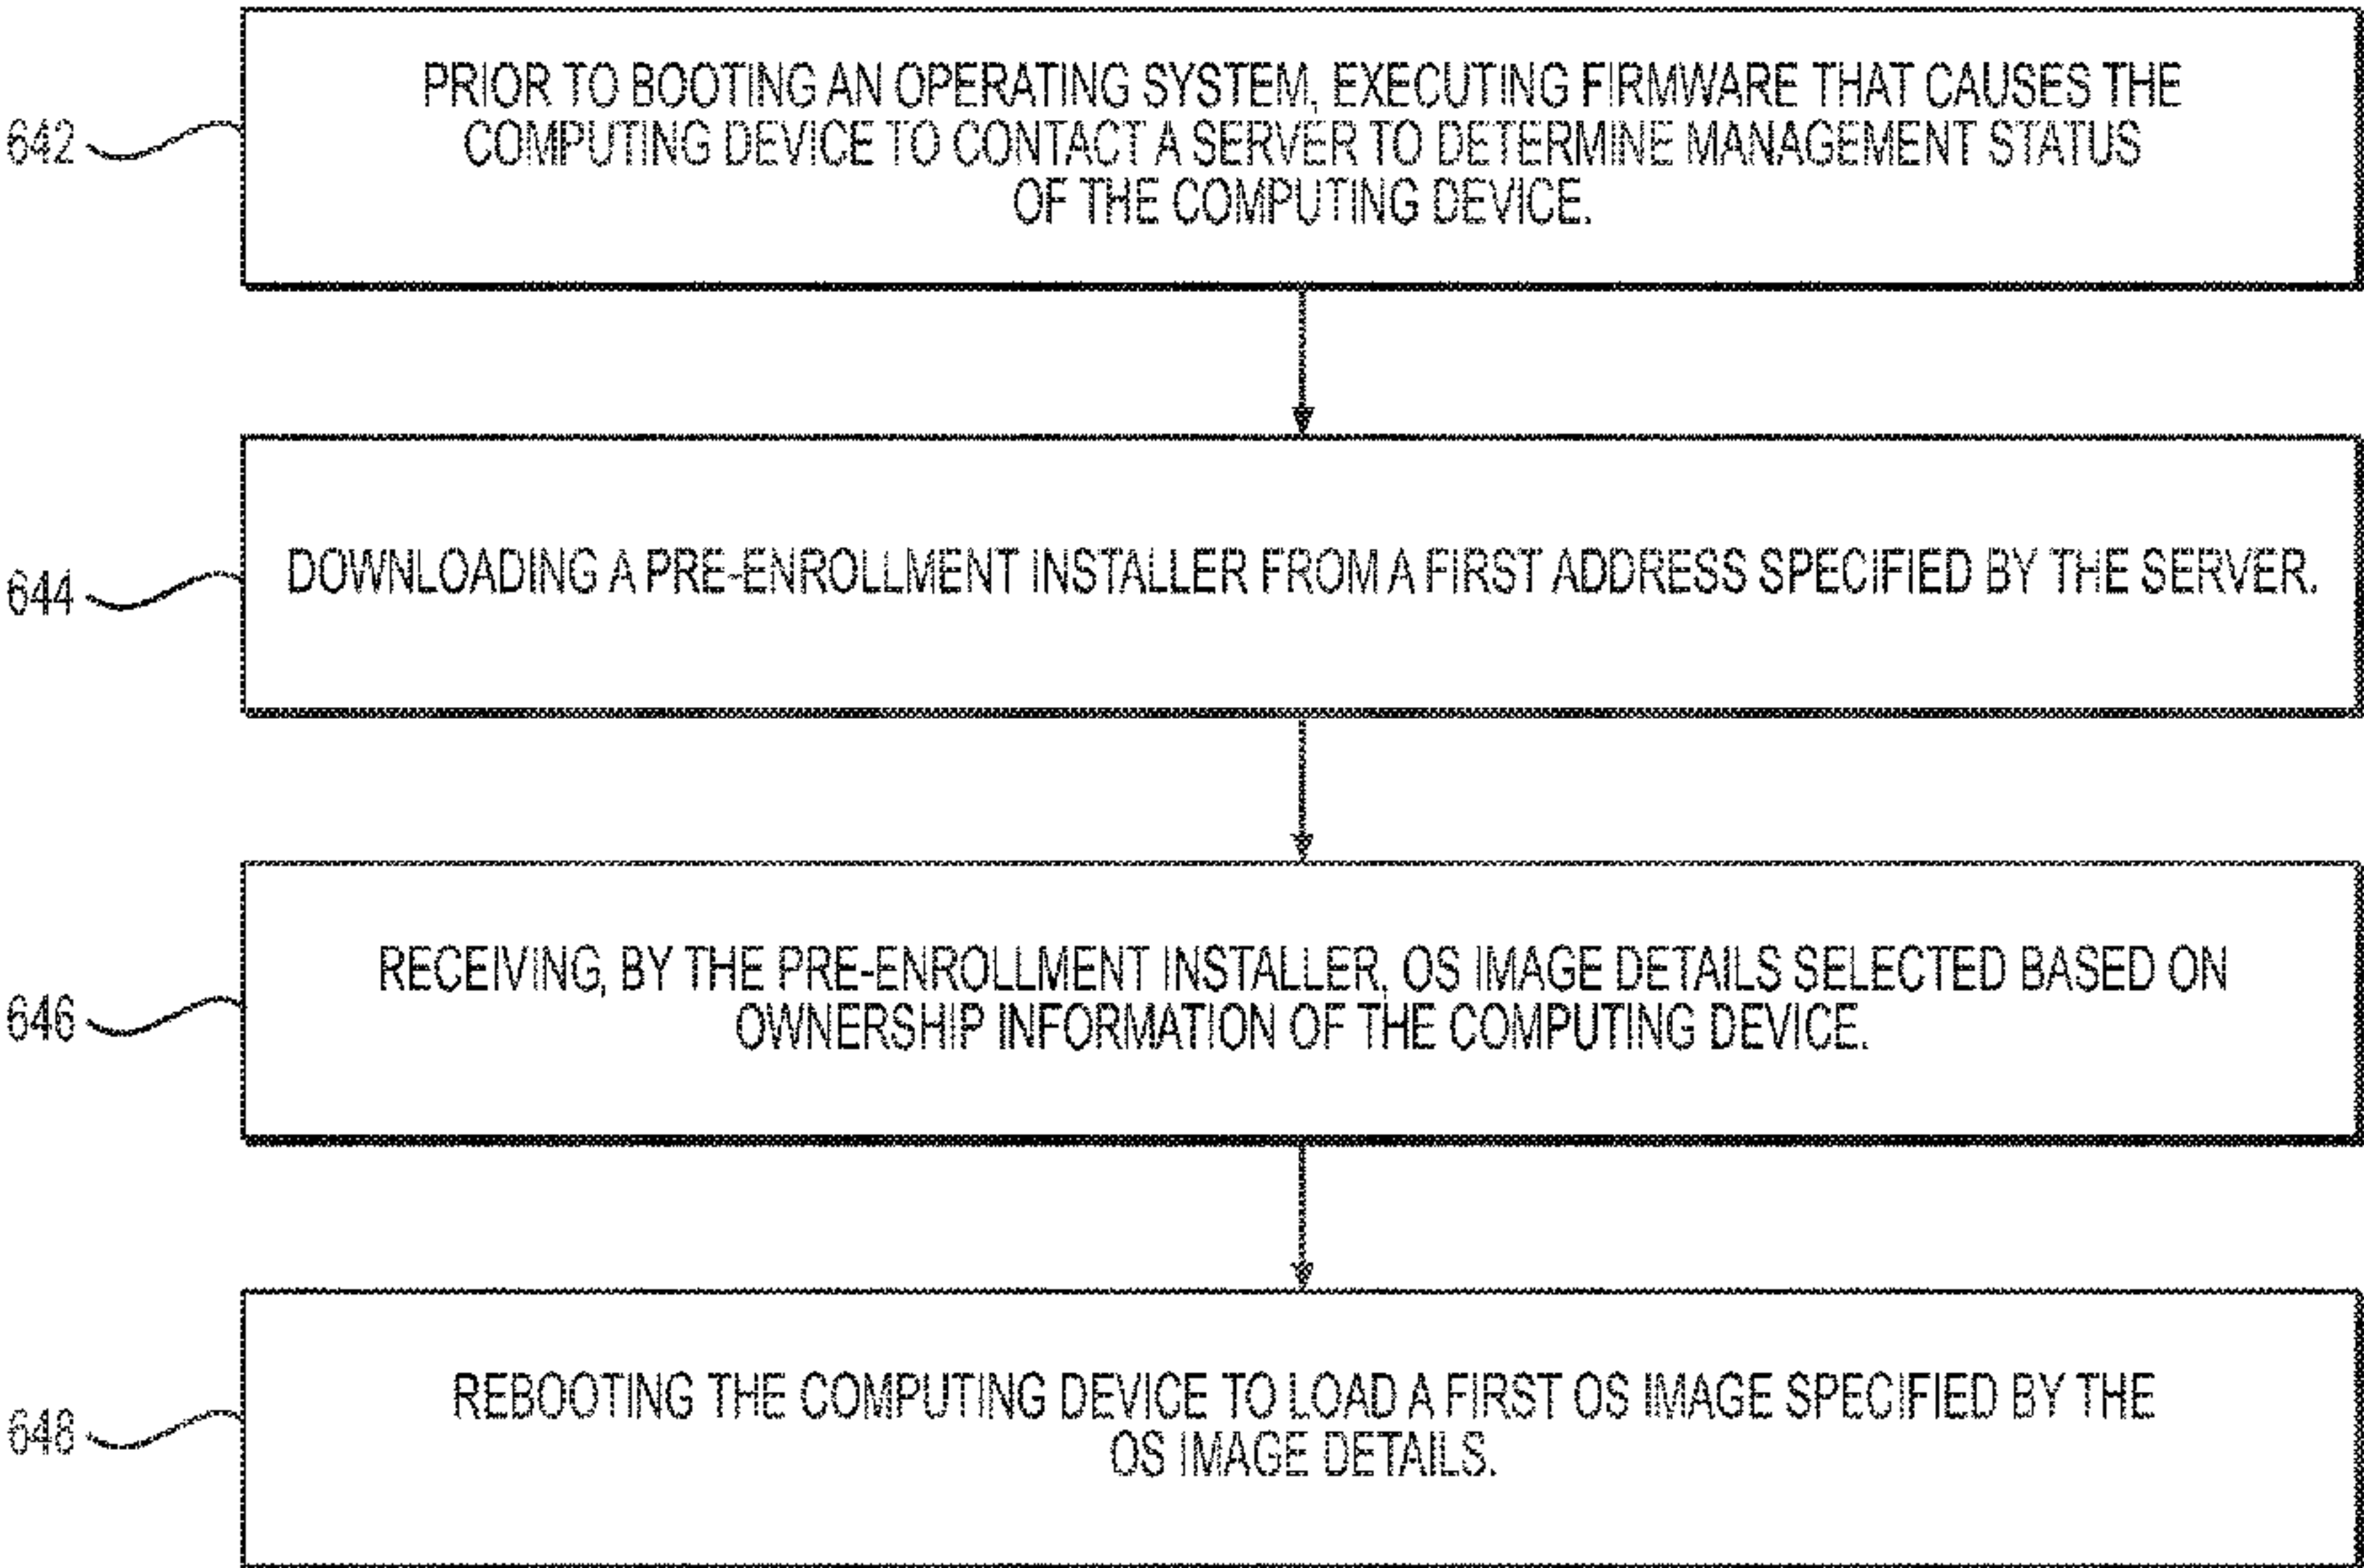 642
PRIOR TO BOOTING AN OPERATING SYSTEM, EXECUTING FIRMWARE THAT CAUSES THE
COMPUTING DEVICE TO CONTACT A SERVER TO DETERMINE MANAGEMENT STATUS
OF THE COMPUTING DEVICE.
644
DOWNLOADING A PRE-ENROLLMENT INSTALLER FROM A FIRST ADDRESS SPECIFIED BY THE SERVER.
646
RECEIVING, BY THE PRE-ENROLLMENT INSTALLER, OS IMAGE DETAILS SELECTED BASED ON
OWNERSHIP INFORMATION OF THE COMPUTING DEVICE.
648
REBOOTING THE COMPUTING DEVICE TO LOAD A FIRST OS IMAGE SPECIFIED BY THE
OS IMAGE DETAILS.